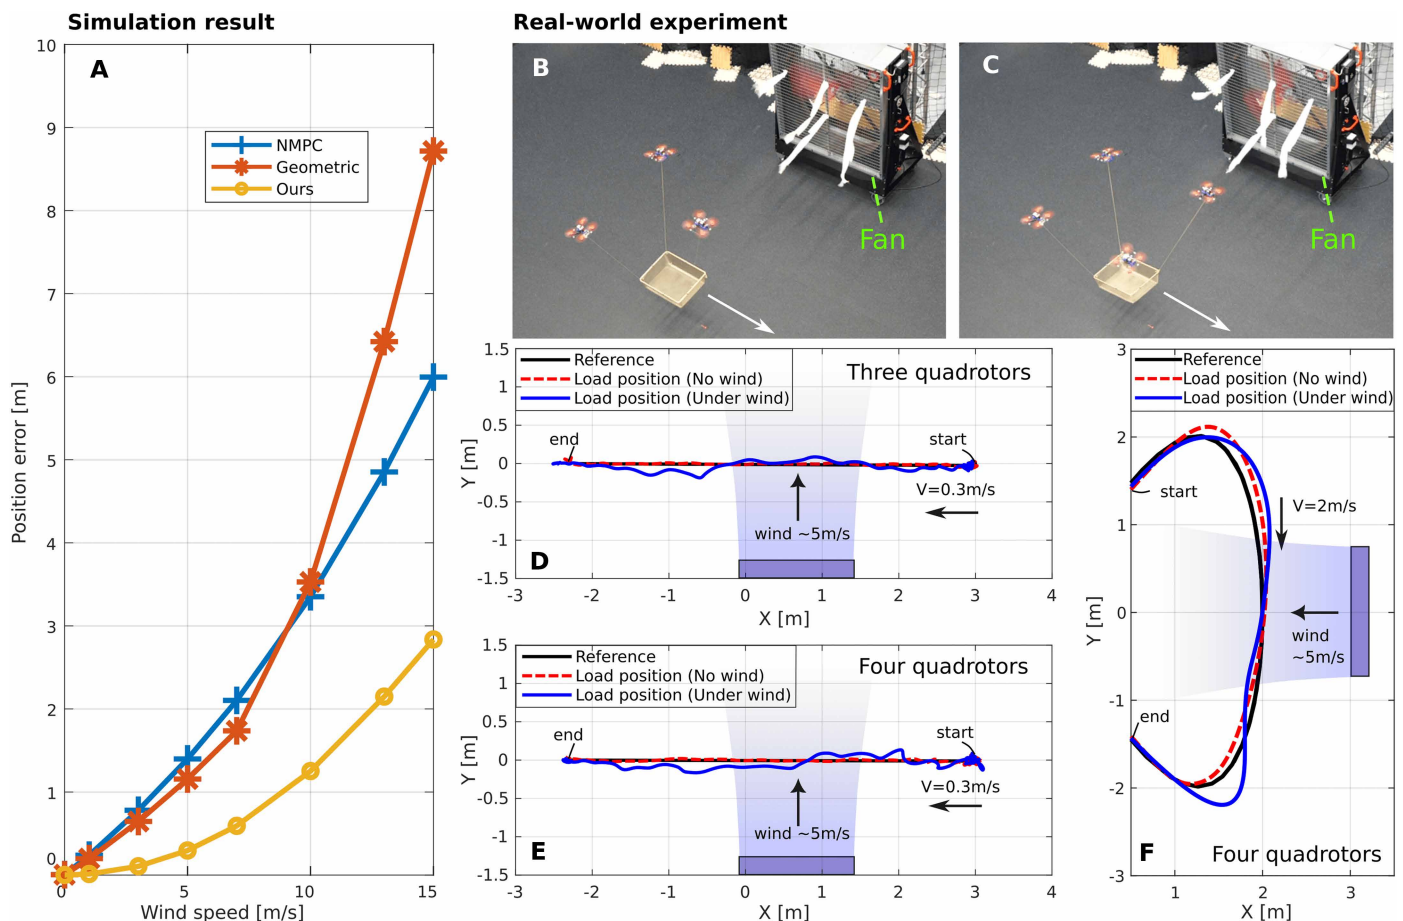 Simulation result
Real-world experiment
A
10
9
8
7
6
5
4
3
2
1
0
Position error [m]
NMPC
Geometric
Ours
0
5
10
15
Wind speed [m/s]
B
Fan
C
Fan
1.5
1
0.5
0
-0.5
-1
-1.5
Y [m]
Reference
Load position (No wind)
Load position (Under wind)
Three quadrotors
end
start
V=0.3m/s
wind ~5m/s
D
-3
-2
-1
0
1
2
3
4
X [m]
1.5
1
0.5
0
-0.5
-1
-1.5
Y [m]
Reference
Load position (No wind)
Load position (Under wind)
Four quadrotors
end
start
V=0.3m/s
wind ~5m/s
E
-3
-2
-1
0
1
2
3
4
X [m]
3
2
1
0
-1
-2
-3
Y [m]
Reference
Load position (No wind)
Load position (Under wind)
start
V=2m/s
wind
~5m/s
end
F
Four quadrotors
1
2
3
X [m]